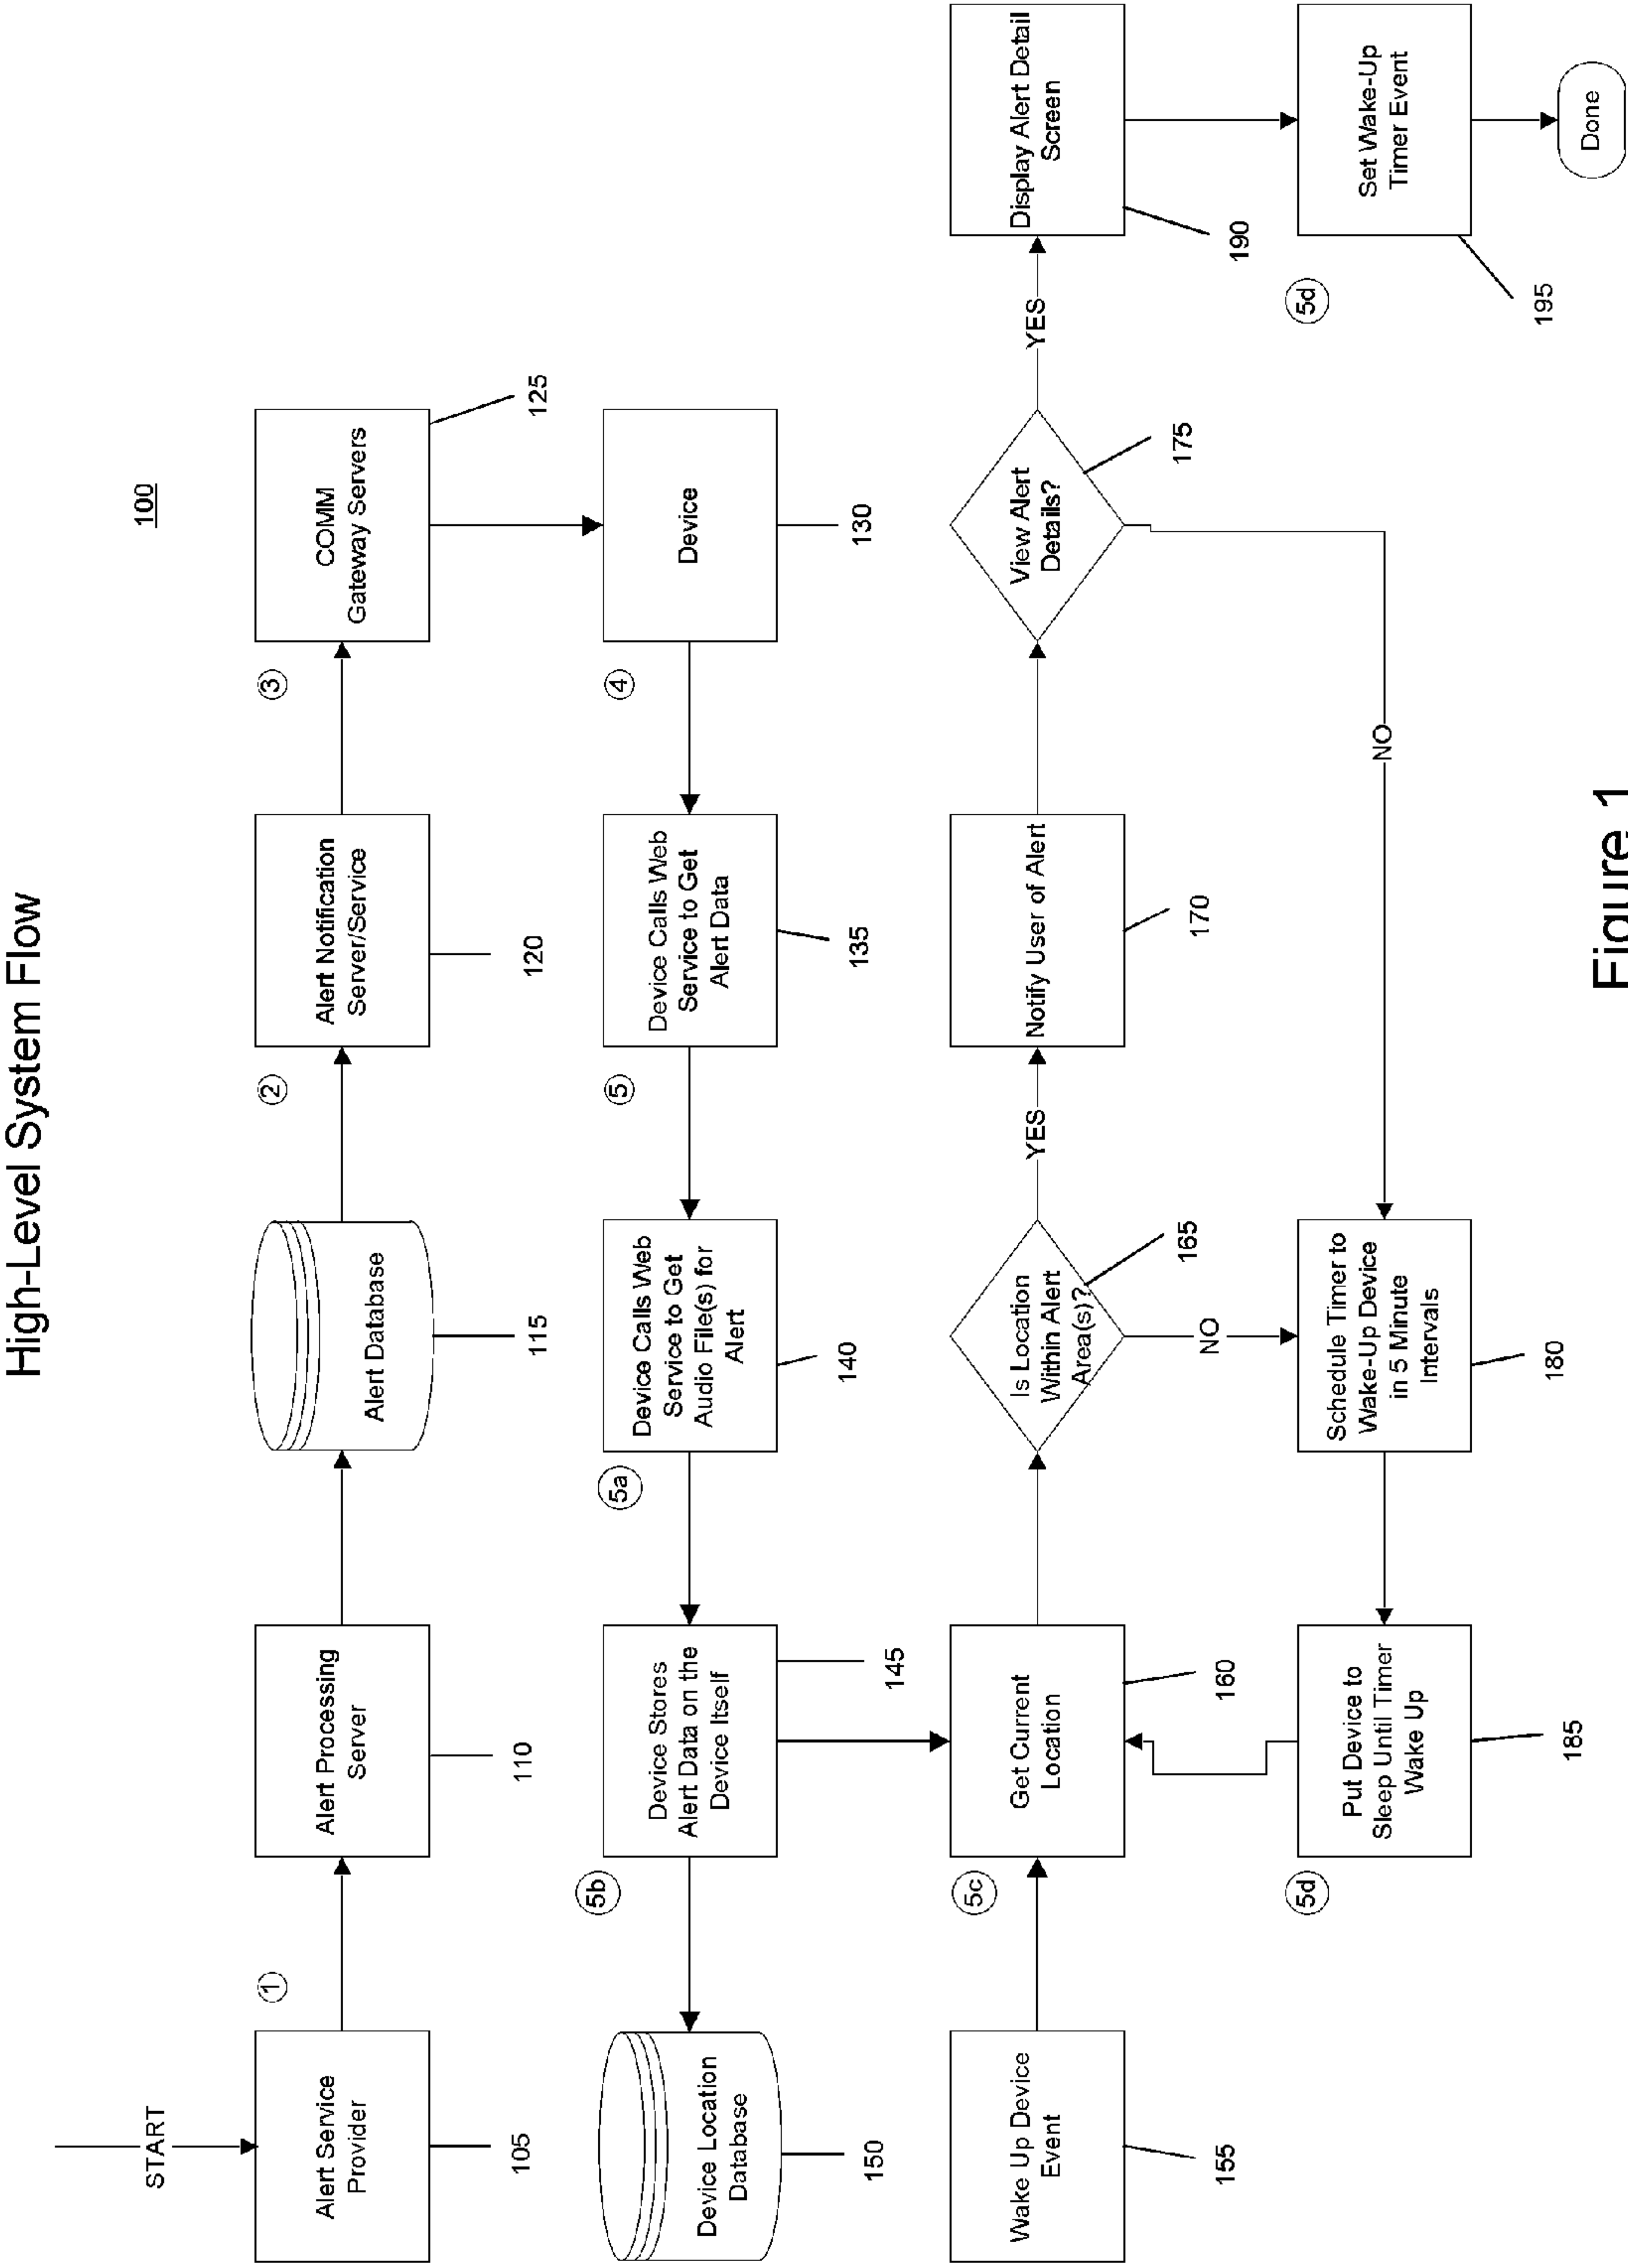 High-Level System Flow
100
START
Alert Service
Provider
105
1
Alert Processing
Server
110
Alert Database
115
2
Alert Notification
Server/Service
120
3
COMM
Gateway Servers
125
Device
130
4
Device Calls Web
Service to Get
Alert Data
135
5
Device Calls Web
Service to Get
Audio File(s) for
Alert
140
5a
Device Stores
Alert Data on the
Device Itself
145
5b
Device Location
Database
150
Wake Up Device
Event
155
5c
Get Current
Location
160
Is Location
Within Alert
Area(s)?
165
YES
NO
Notify User of Alert
170
View Alert
Details?
175
YES
NO
Display Alert Detail
Screen
190
Schedule Timer to
Wake-Up Device
in 5 Minute
Intervals
180
5d
Put Device to
Sleep Until Timer
Wake Up
185
5d
Set Wake-Up
Timer Event
195
Done
Figure 1